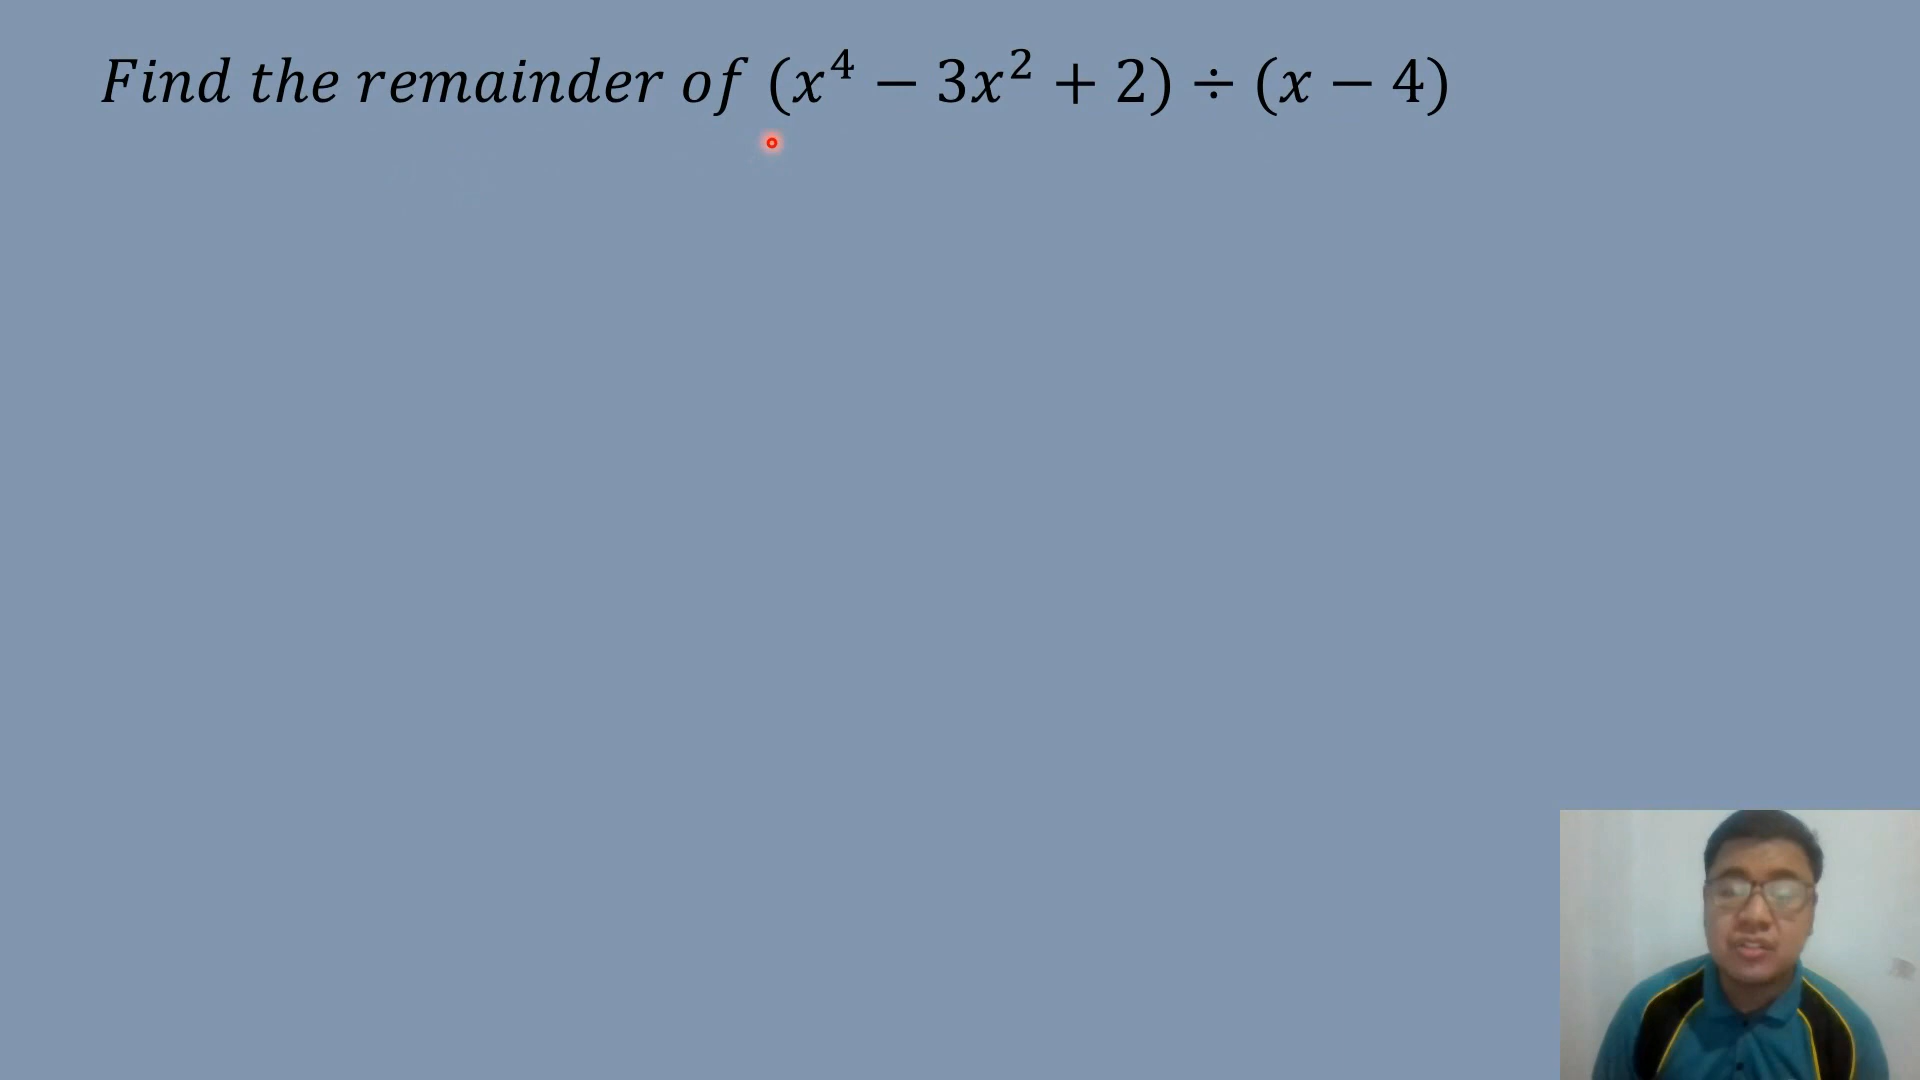 Find the remainder of (x⁴ − 3x² + 2) ÷ (x − 4)